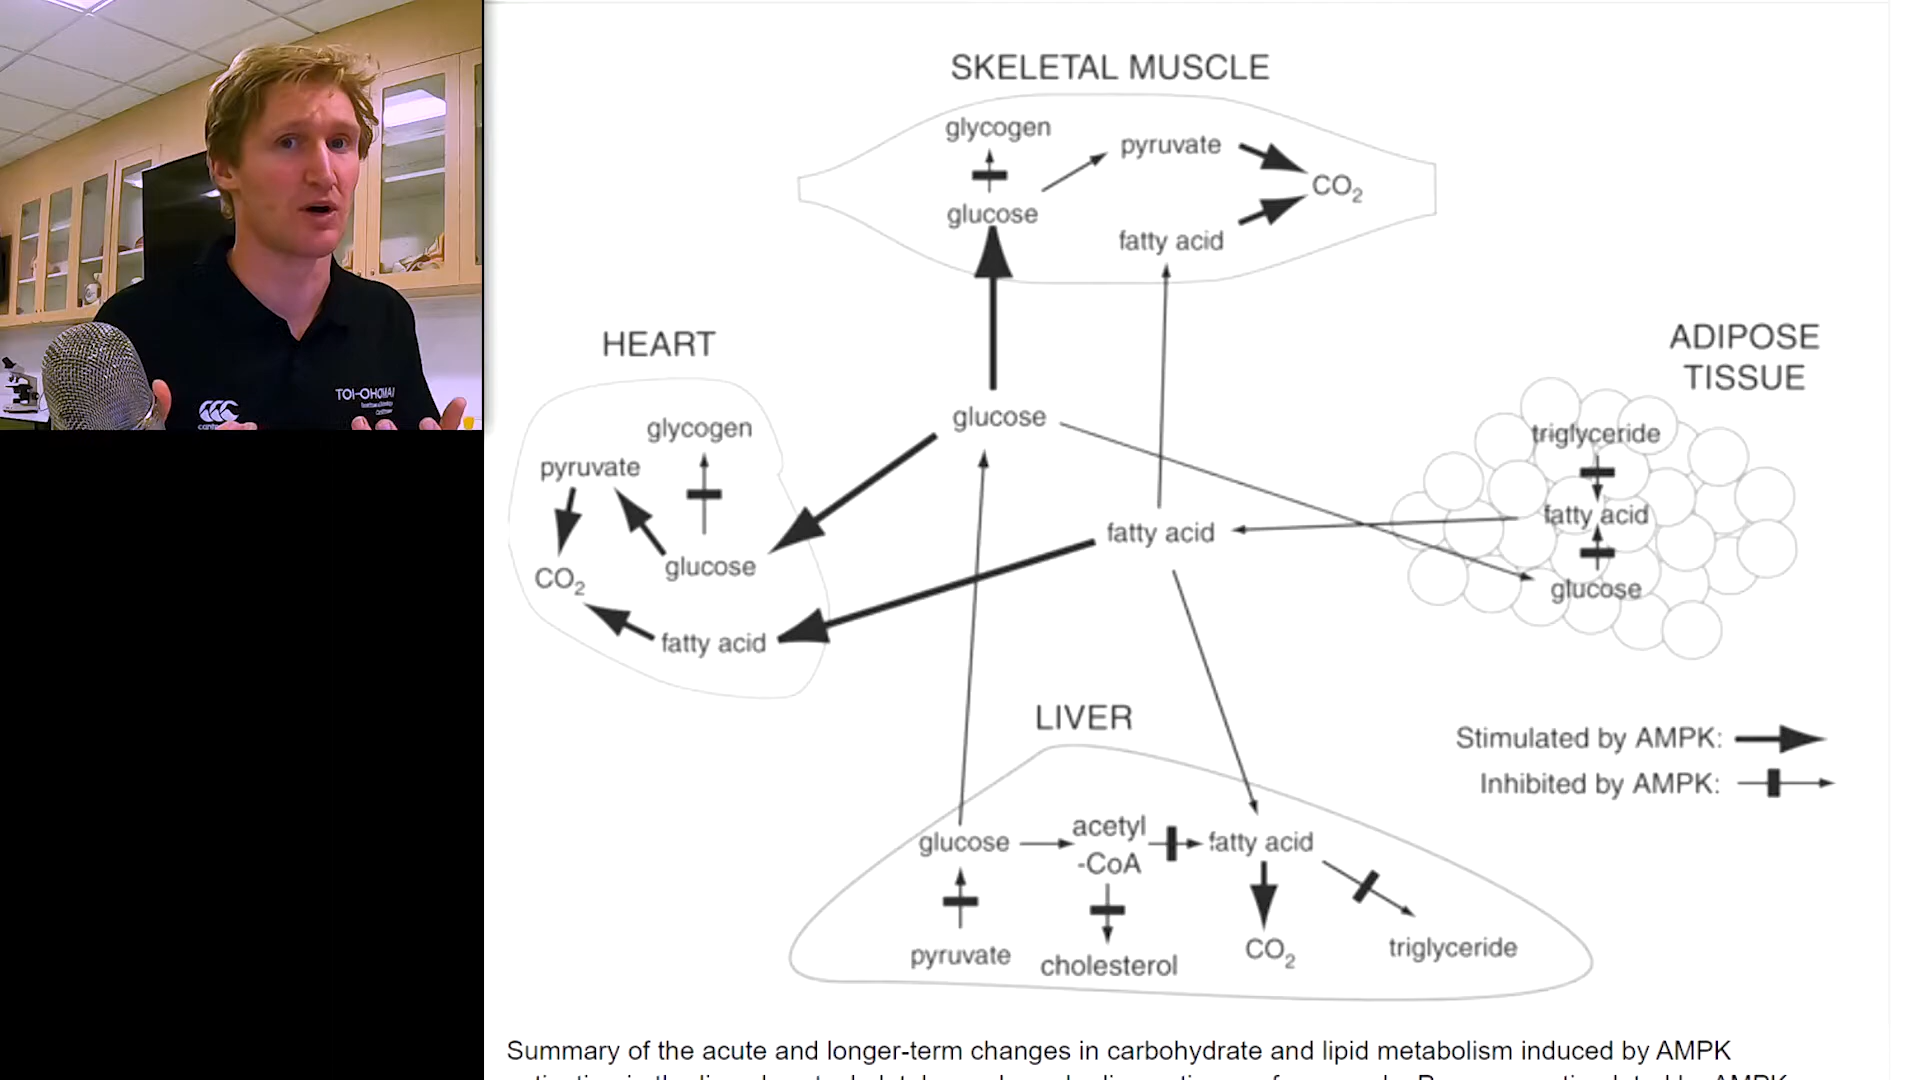 SKELETAL MUSCLE
glycogen
pyruvate
CO2
glucose
fatty acid
HEART
ADIPOSE
TISSUE
glucose
glycogen
pyruvate
glucose
CO2
fatty acid
fatty acid
triglyceride
fatty acid
glucose
LIVER
Stimulated by AMPK:
Inhibited by AMPK:
glucose
acetyl
-CoA
fatty acid
pyruvate
cholesterol
CO2
triglyceride
TOI-OHOMAI
Summary of the acute and longer-term changes in carbohydrate and lipid metabolism induced by AMPK